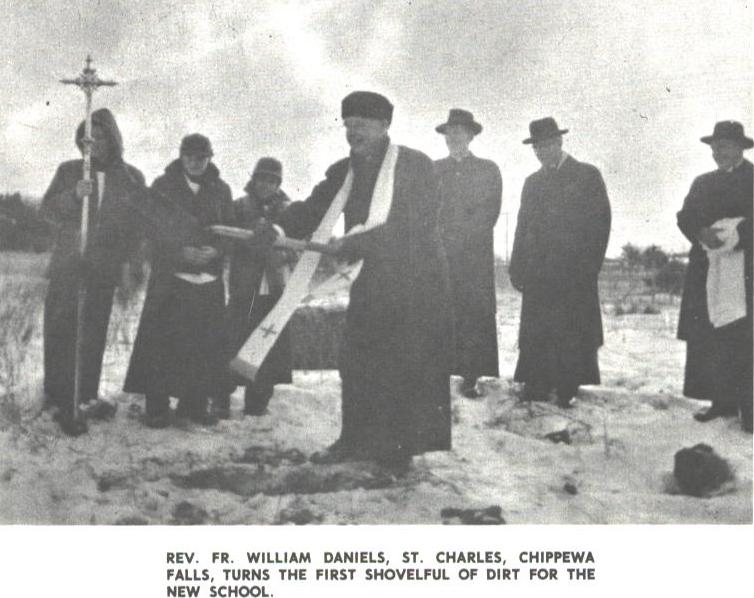 REV. FR. WILLIAM DANIELS, ST. CHARLES, CHIPPEWA
FALLS, TURNS THE FIRST SHOVELFUL OF DIRT FOR THE
NEW SCHOOL.